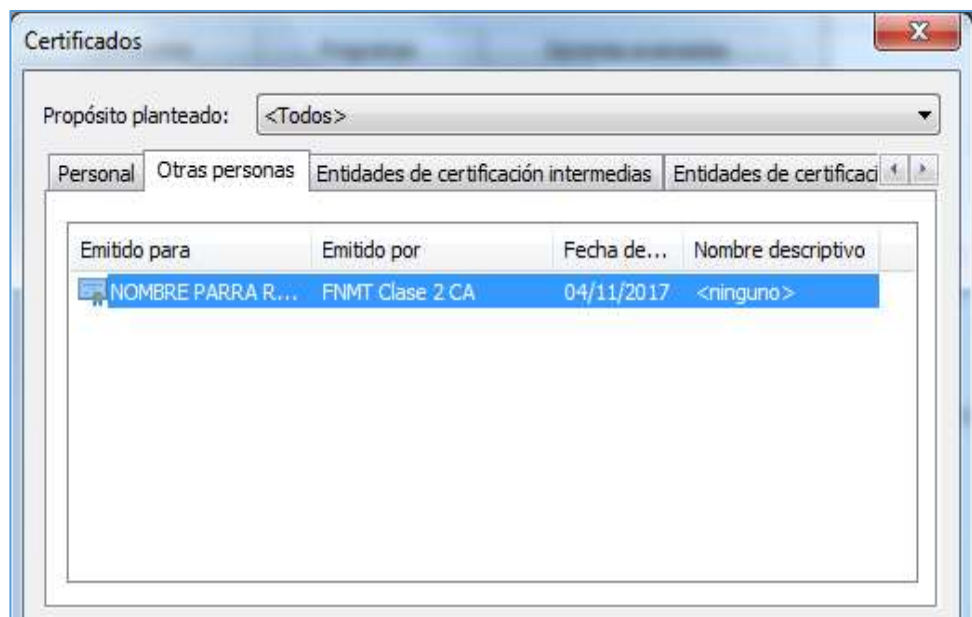 Certificados
Propósito planteado: <Todos>
Personal Otras personas Entidades de certificación intermedias Entidades de certificaci
Emitido para Emitido por Fecha de... Nombre descriptivo
NOMBRE PARRA R... FNMT Clase 2 CA 04/11/2017 <ninguno>